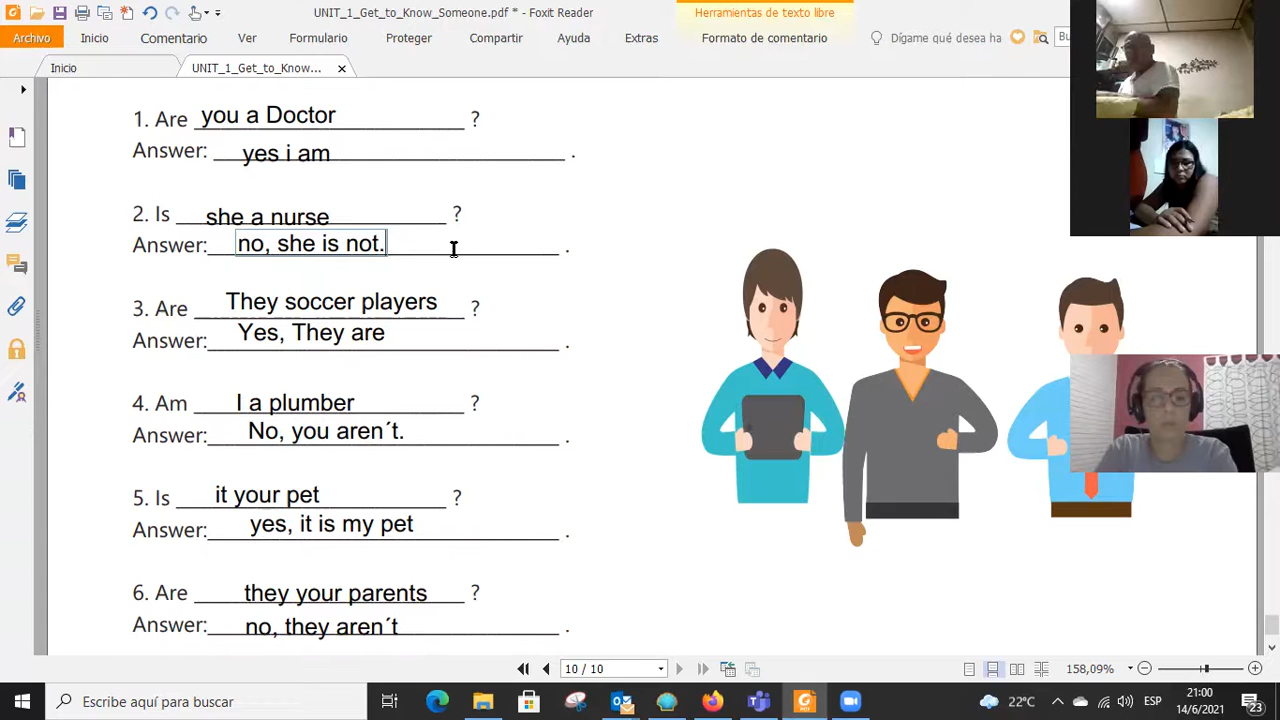 UNIT_1_Get_to_Know_Someone.pdf * - Foxit Reader
Herramientas de texto libre
Archivo Inicio Comentario Ver Formulario Proteger Compartir Ayuda Extras Formato de comentario Dígame qué desea ha
Inicio UNIT_1_Get_to_Know...
1. Are you a Doctor ?
Answer: yes i am .
2. Is she a nurse ?
Answer: no, she is not. .
3. Are They soccer players ?
Answer: Yes, They are .
4. Am I a plumber ?
Answer: No, you aren´t. .
5. Is it your pet ?
Answer: yes, it is my pet .
6. Are they your parents ?
Answer: no, they aren´t .
10 / 10 158,09%
Escribe aquí para buscar
22°C ESP
21:00
14/6/2021
23